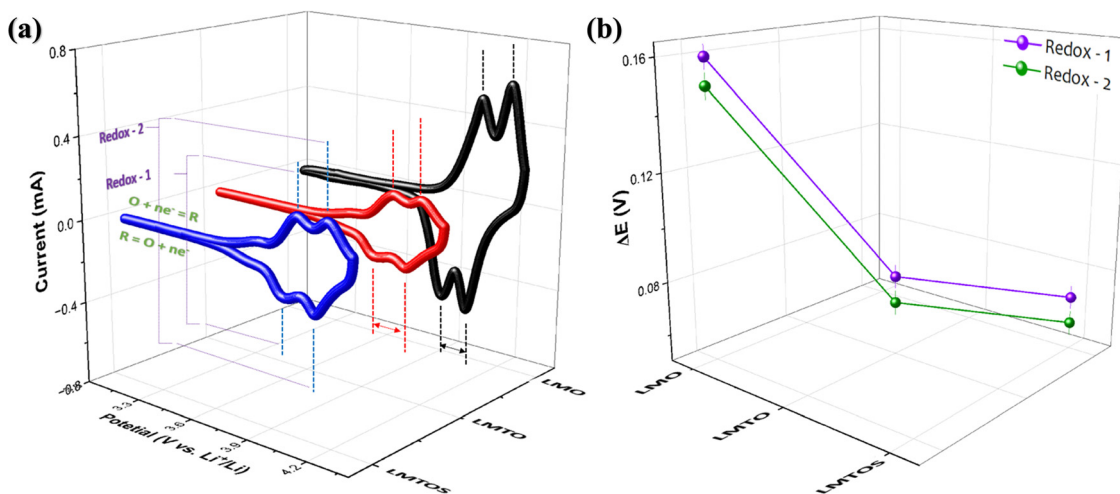 (a)
0.8
0.4
0.0
−0.4
−0.8
Current (mA)
Redox - 2
Redox - 1
O + ne⁻ = R
R = O + ne⁻
3.3
3.6
3.9
4.2
Potetial (V vs. Li⁺/Li)
LMTOS
LMTO
LMO
(b)
0.16
0.12
0.08
ΔE (V)
Redox - 1
Redox - 2
LMO
LMTO
LMTOS